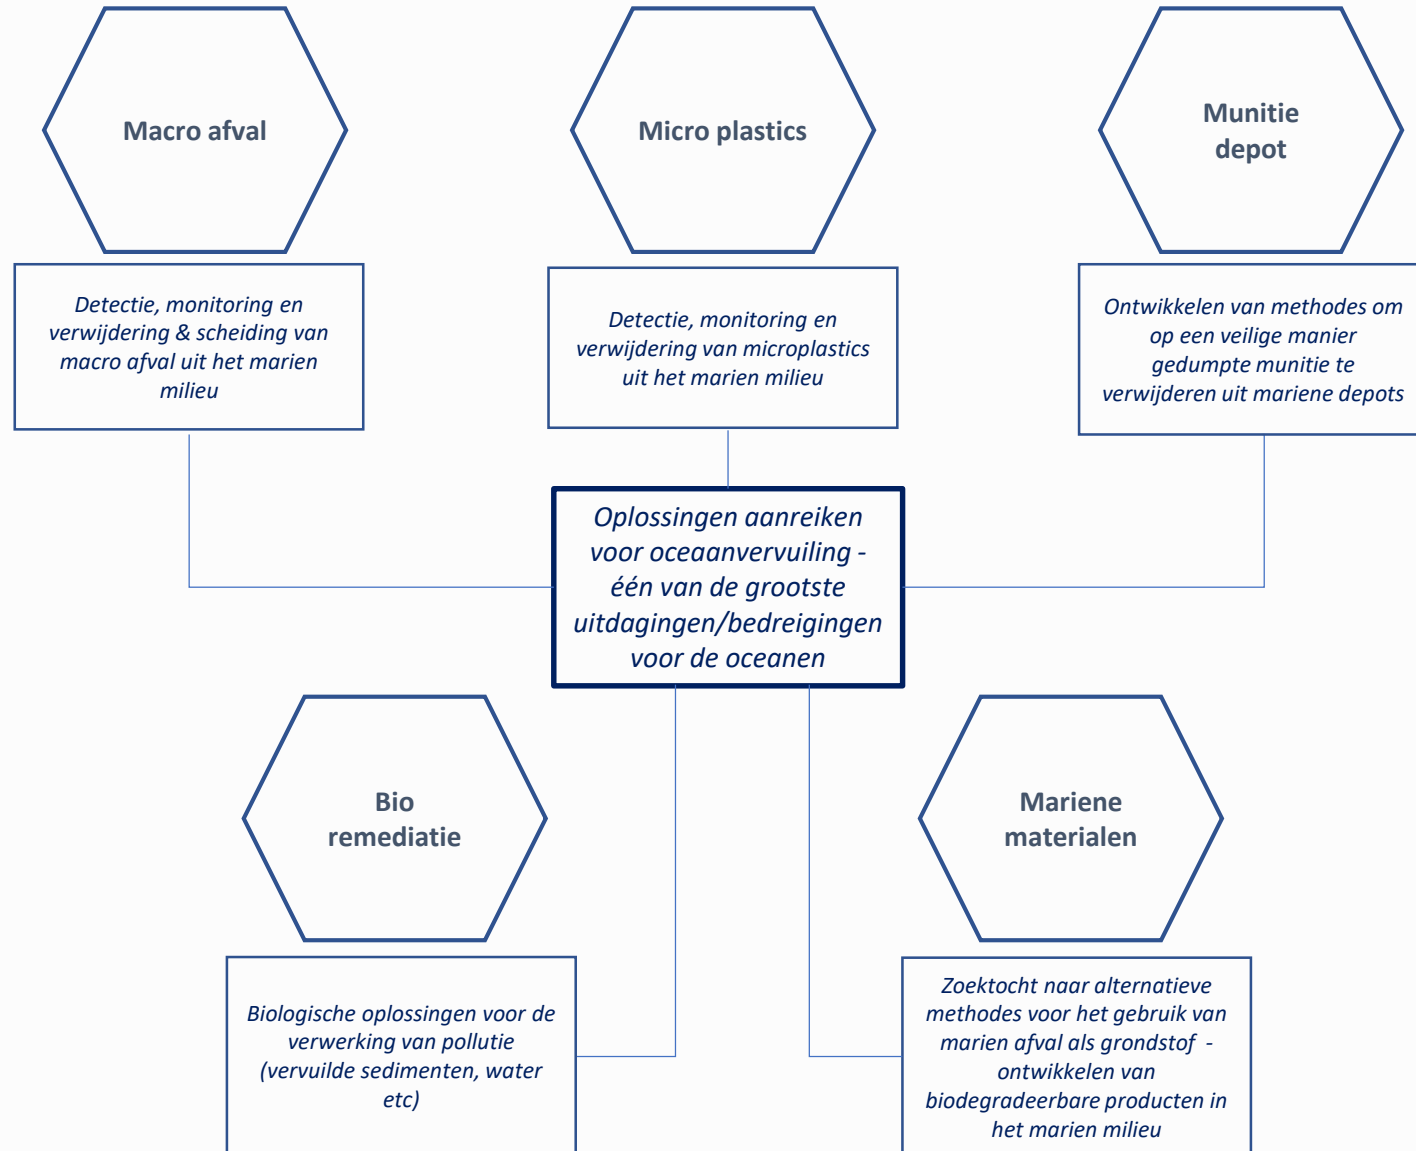 Macro afval
Micro plastics
Munitie
depot
Detectie, monitoring en
verwijdering & scheiding van
macro afval uit het marien
milieu
Detectie, monitoring en
verwijdering van microplastics
uit het marien milieu
Ontwikkelen van methodes om
op een veilige manier
gedumpte munitie te
verwijderen uit mariene depots
Oplossingen aanreiken
voor oceaanvervuiling -
één van de grootste
uitdagingen/bedreigingen
voor de oceanen
Bio
remediatie
Mariene
materialen
Biologische oplossingen voor de
verwerking van pollutie
(vervuilde sedimenten, water
etc)
Zoektocht naar alternatieve
methodes voor het gebruik van
marien afval als grondstof -
ontwikkelen van
biodegradeerbare producten in
het marien milieu